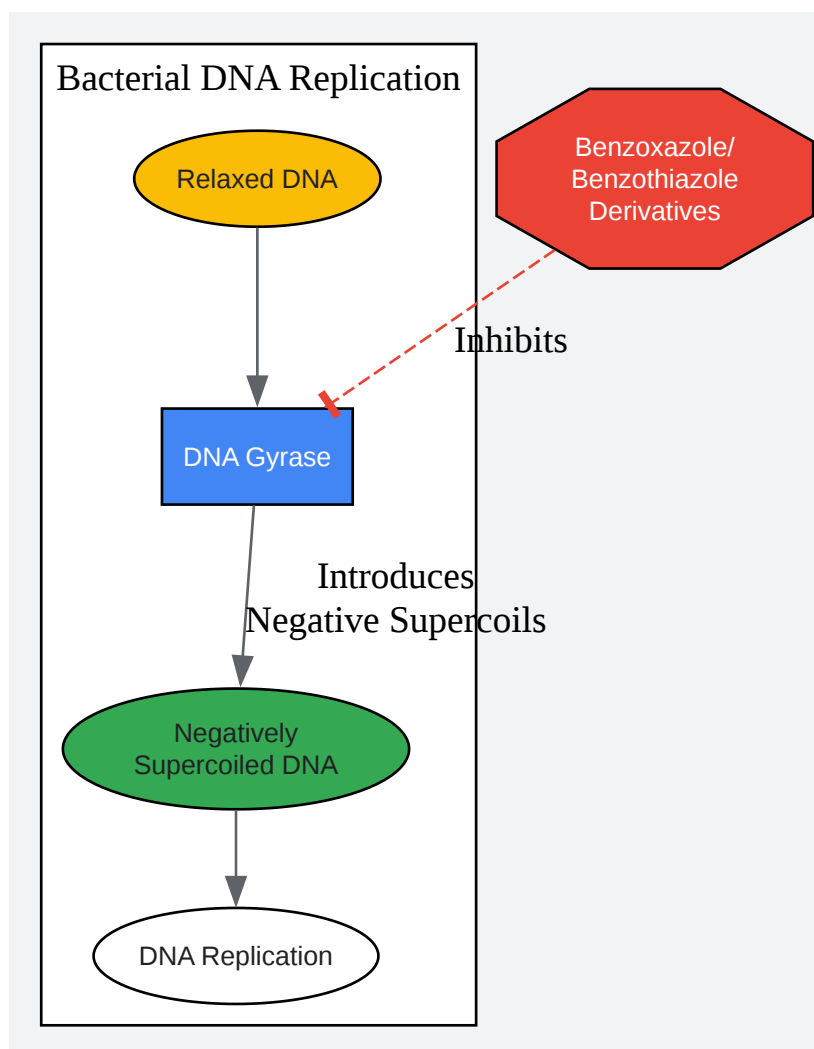 Bacterial DNA Replication
Relaxed DNA
Benzoxazole/
Benzothiazole
Derivatives
Inhibits
DNA Gyrase
Introduces
Negative Supercoils
Negatively
Supercoiled DNA
DNA Replication